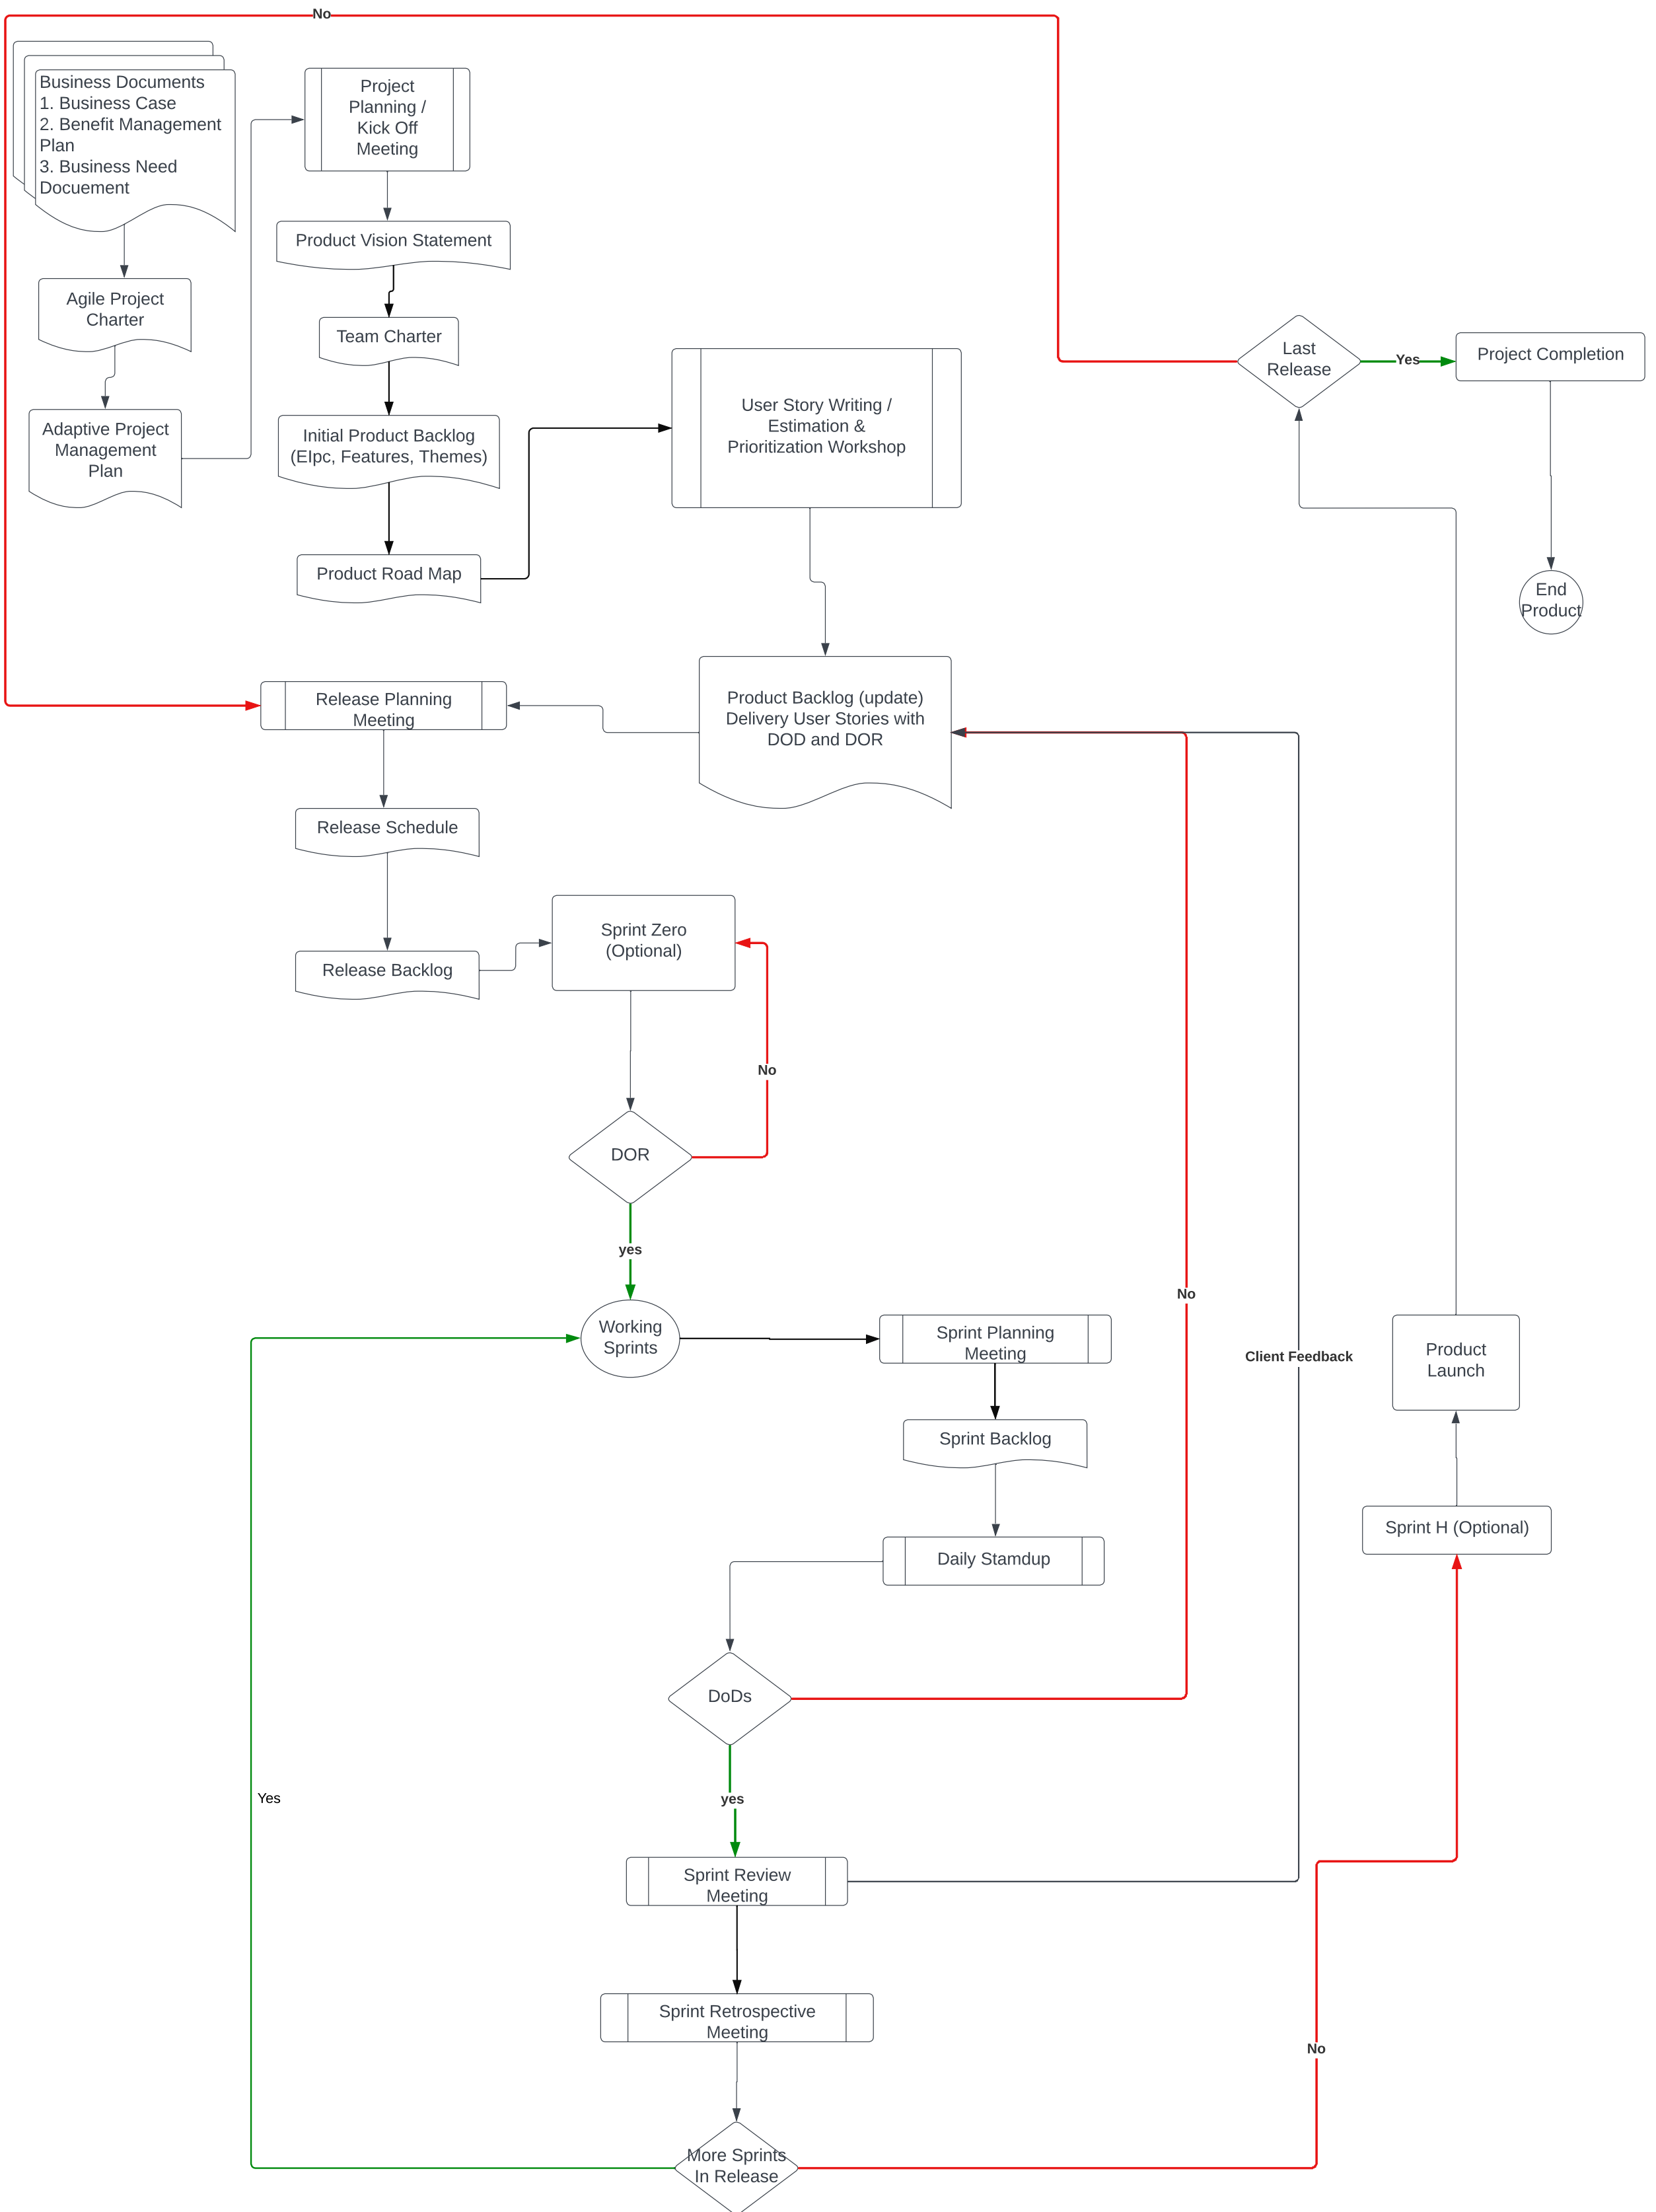 No
Business Documents
1. Business Case
2. Benefit Management
Plan
3. Business Need
Docuement
Agile Project
Charter
Adaptive Project
Management
Plan
Project
Planning /
Kick Off
Meeting
Product Vision Statement
Team Charter
Initial Product Backlog
(EIpc, Features, Themes)
Product Road Map
User Story Writing /
Estimation &
Prioritization Workshop
Last
Release
Yes
Project Completion
End
Product
Product Backlog (update)
Delivery User Stories with
DOD and DOR
Release Planning
Meeting
Release Schedule
Release Backlog
Sprint Zero
(Optional)
No
DOR
yes
Working
Sprints
Sprint Planning
Meeting
Sprint Backlog
Daily Stamdup
No
Client Feedback
Product
Launch
Sprint H (Optional)
DoDs
yes
Yes
Sprint Review
Meeting
Sprint Retrospective
Meeting
No
More Sprints
In Release